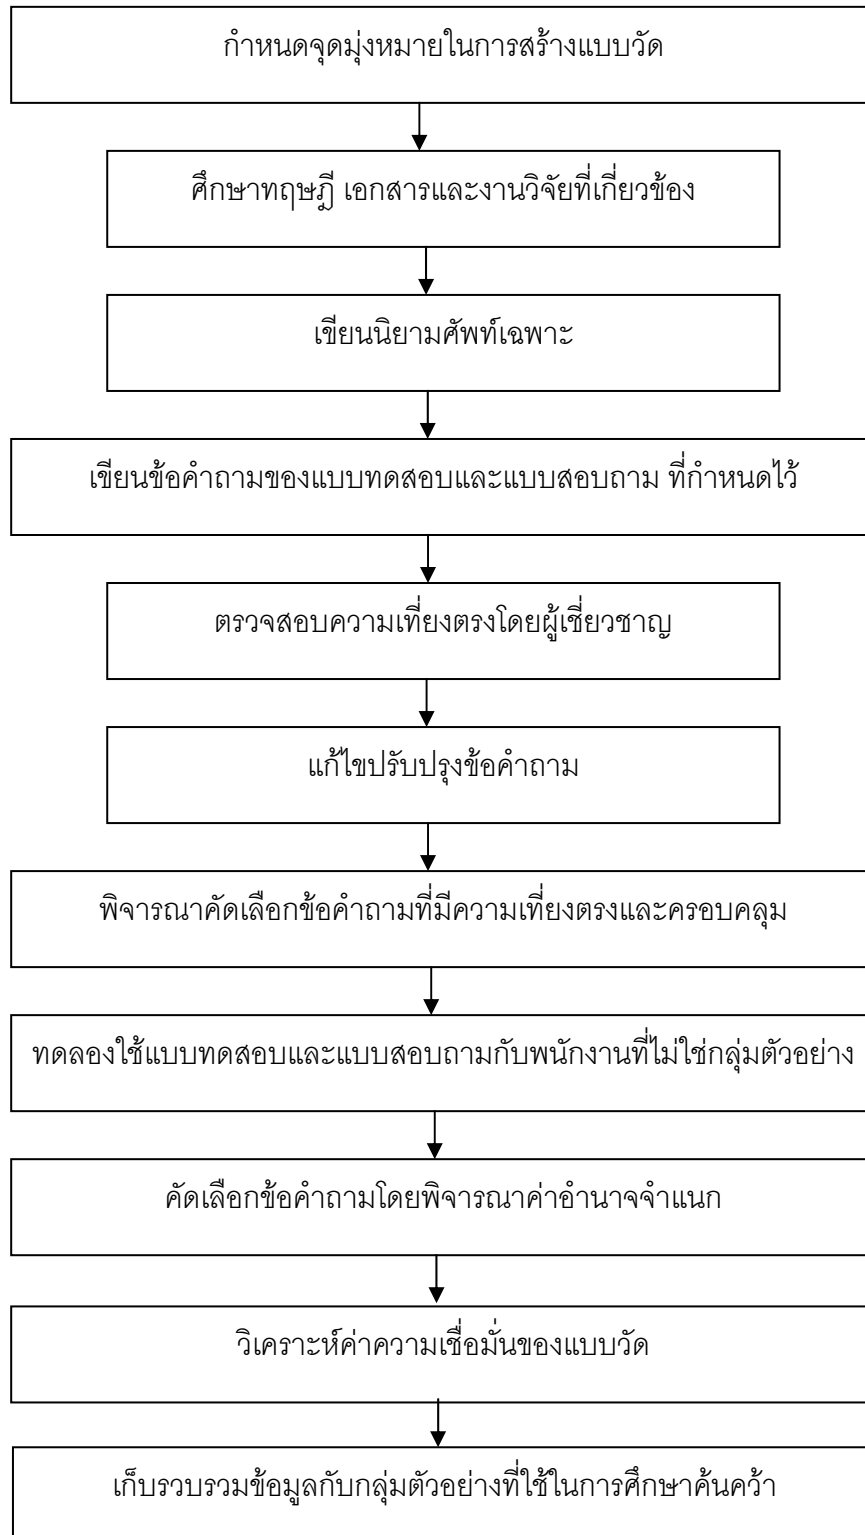 กำหนดจุดมุ่งหมายในการสร้างแบบวัด
ศึกษาทฤษฎี เอกสารและงานวิจัยที่เกี่ยวข้อง
เขียนนิยามศัพท์เฉพาะ
เขียนข้อคำถามของแบบทดสอบและแบบสอบถาม ที่กำหนดไว้
ตรวจสอบความเที่ยงตรงโดยผู้เชี่ยวชาญ
แก้ไขปรับปรุงข้อคำถาม
พิจารณาคัดเลือกข้อคำถามที่มีความเที่ยงตรงและครอบคลุม
ทดลองใช้แบบทดสอบและแบบสอบถามกับพนักงานที่ไม่ใช่กลุ่มตัวอย่าง
คัดเลือกข้อคำถามโดยพิจารณาค่าอำนาจจำแนก
วิเคราะห์ค่าความเชื่อมั่นของแบบวัด
เก็บรวบรวมข้อมูลกับกลุ่มตัวอย่างที่ใช้ในการศึกษาค้นคว้า